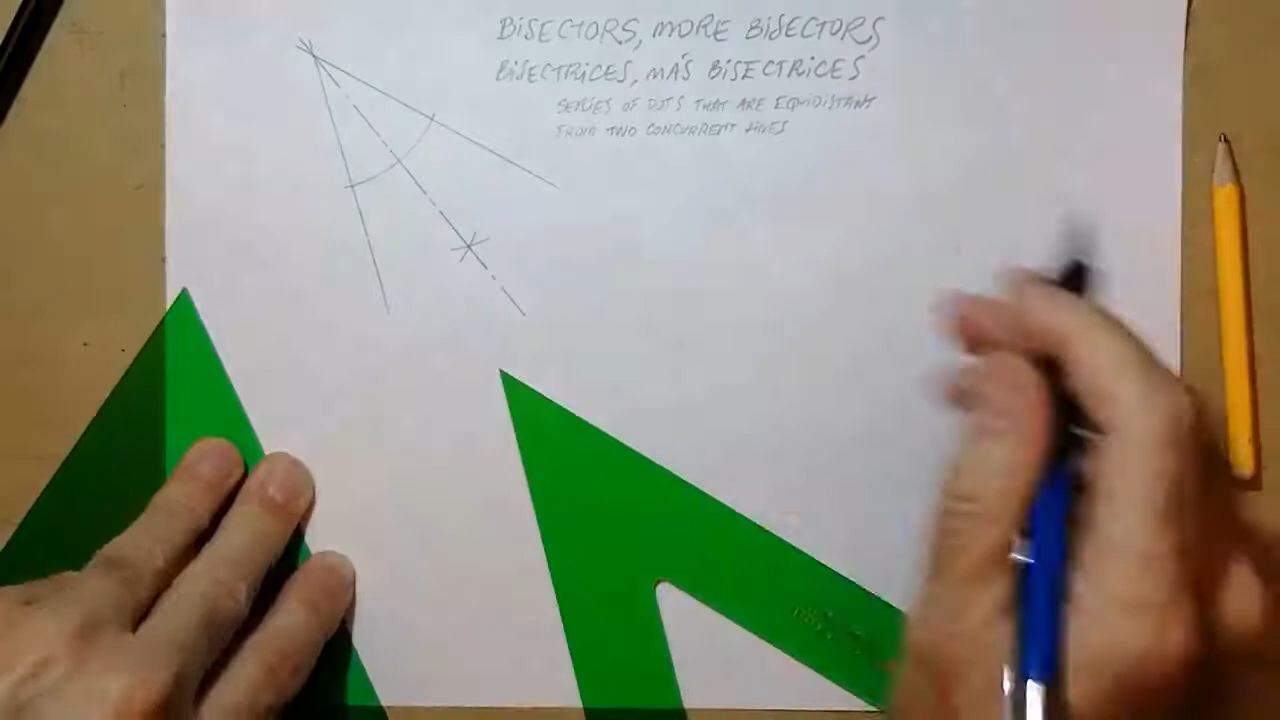 BiSECTORS, MORE BiSECTORS,
BiSECTRiCES, MÁS BiSECTRiCES
SERIES OF DOTS THAT ARE EQUIDISTANT
FROM TWO CONCURRENT LINES